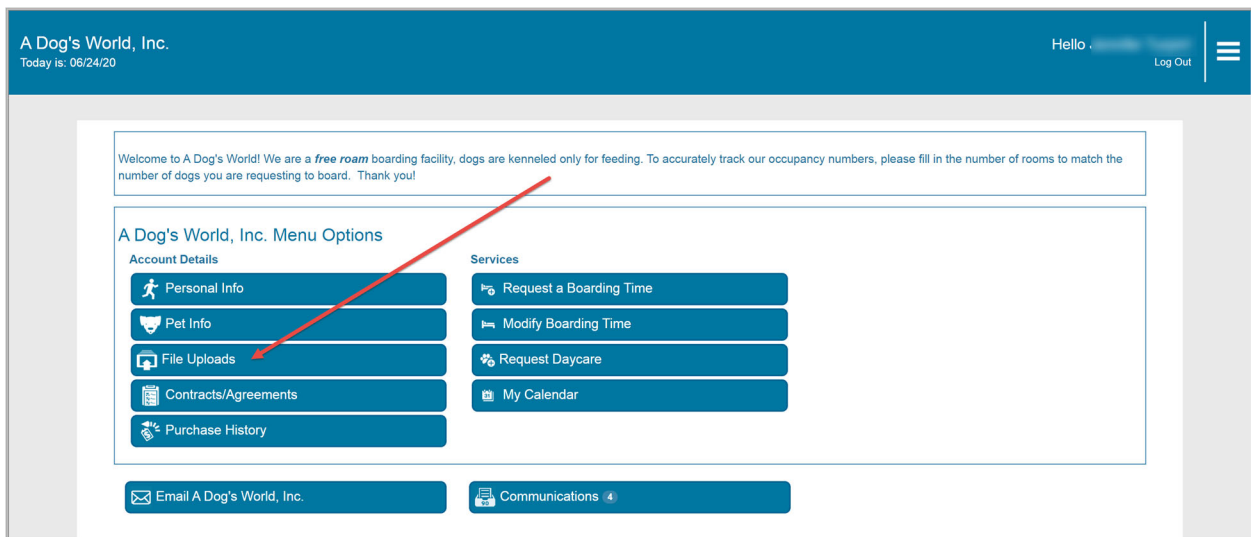 A Dog's World, Inc.
Today is: 06/24/20
Hello
Log Out
Welcome to A Dog's World! We are a free roam boarding facility, dogs are kenneled only for feeding. To accurately track our occupancy numbers, please fill in the number of rooms to match the
number of dogs you are requesting to board. Thank you!
A Dog's World, Inc. Menu Options
Account Details
Personal Info
Pet Info
File Uploads
Contracts/Agreements
Purchase History
Services
Request a Boarding Time
Modify Boarding Time
Request Daycare
My Calendar
Email A Dog's World, Inc.
Communications 4